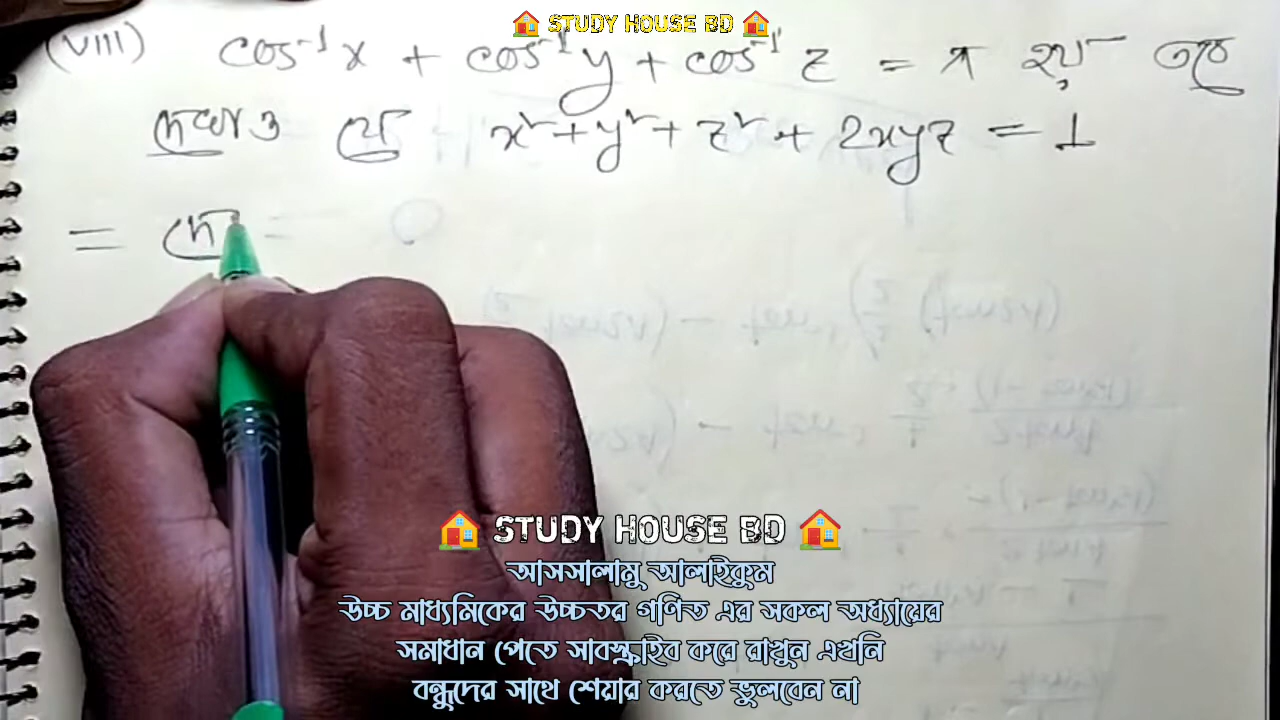 🏠 STUDY HOUSE BD 🏠
(VIII) cos⁻¹x + cos⁻¹y + cos⁻¹z = π হয় তবে
দেখাও যে x² + y² + z² + 2xyz = 1
= দে
🏠 STUDY HOUSE BD 🏠
আসসালামু আলাইকুম
উচ্চ মাধ্যমিকের উচ্চতর গণিত এর সকল অধ্যায়ের
সমাধান পেতে সাবস্ক্রাইব করে রাখুন এখনি
বন্ধুদের সাথে শেয়ার করতে ভুলবেন না